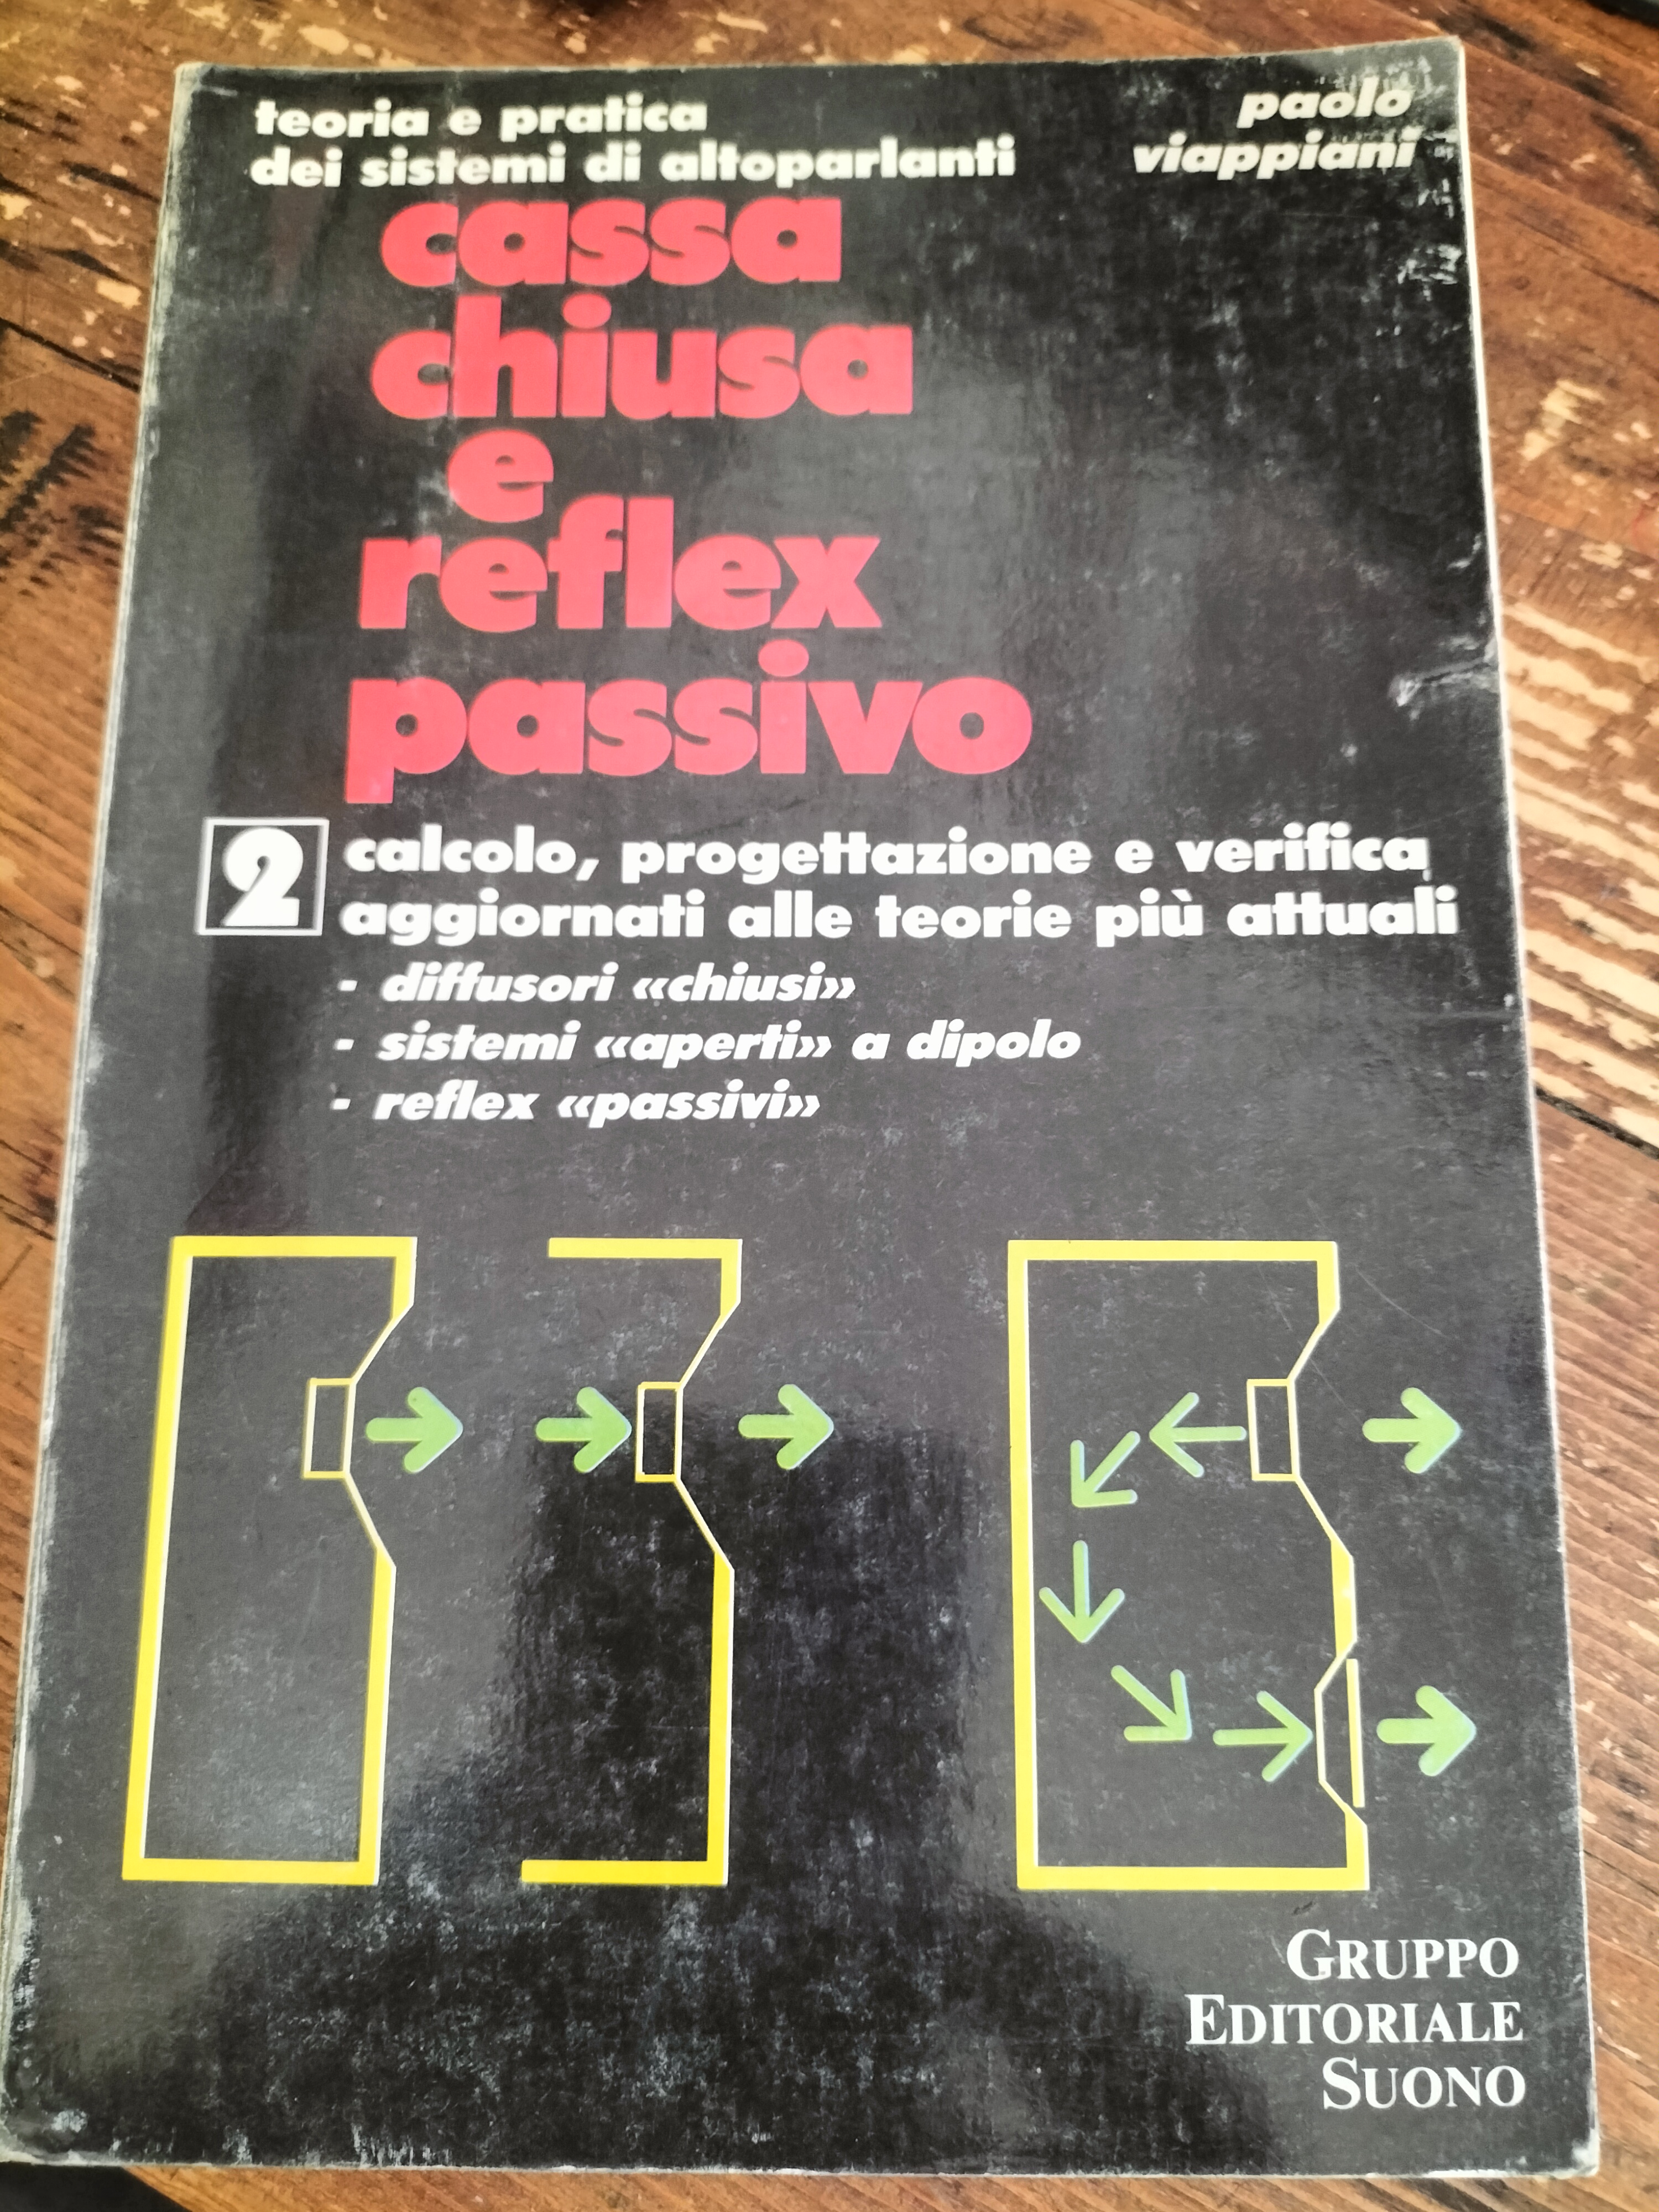 teoria e pratica
dei sistemi di altoparlanti
paolo
viappiani
cassa
chiusa
e
reflex
passivo
2
calcolo, progettazione e verifica
aggiornati alle teorie più attuali
- diffusori «chiusi»
- sistemi «aperti» a dipolo
- reflex «passivi»
GRUPPO
EDITORIALE
SUONO